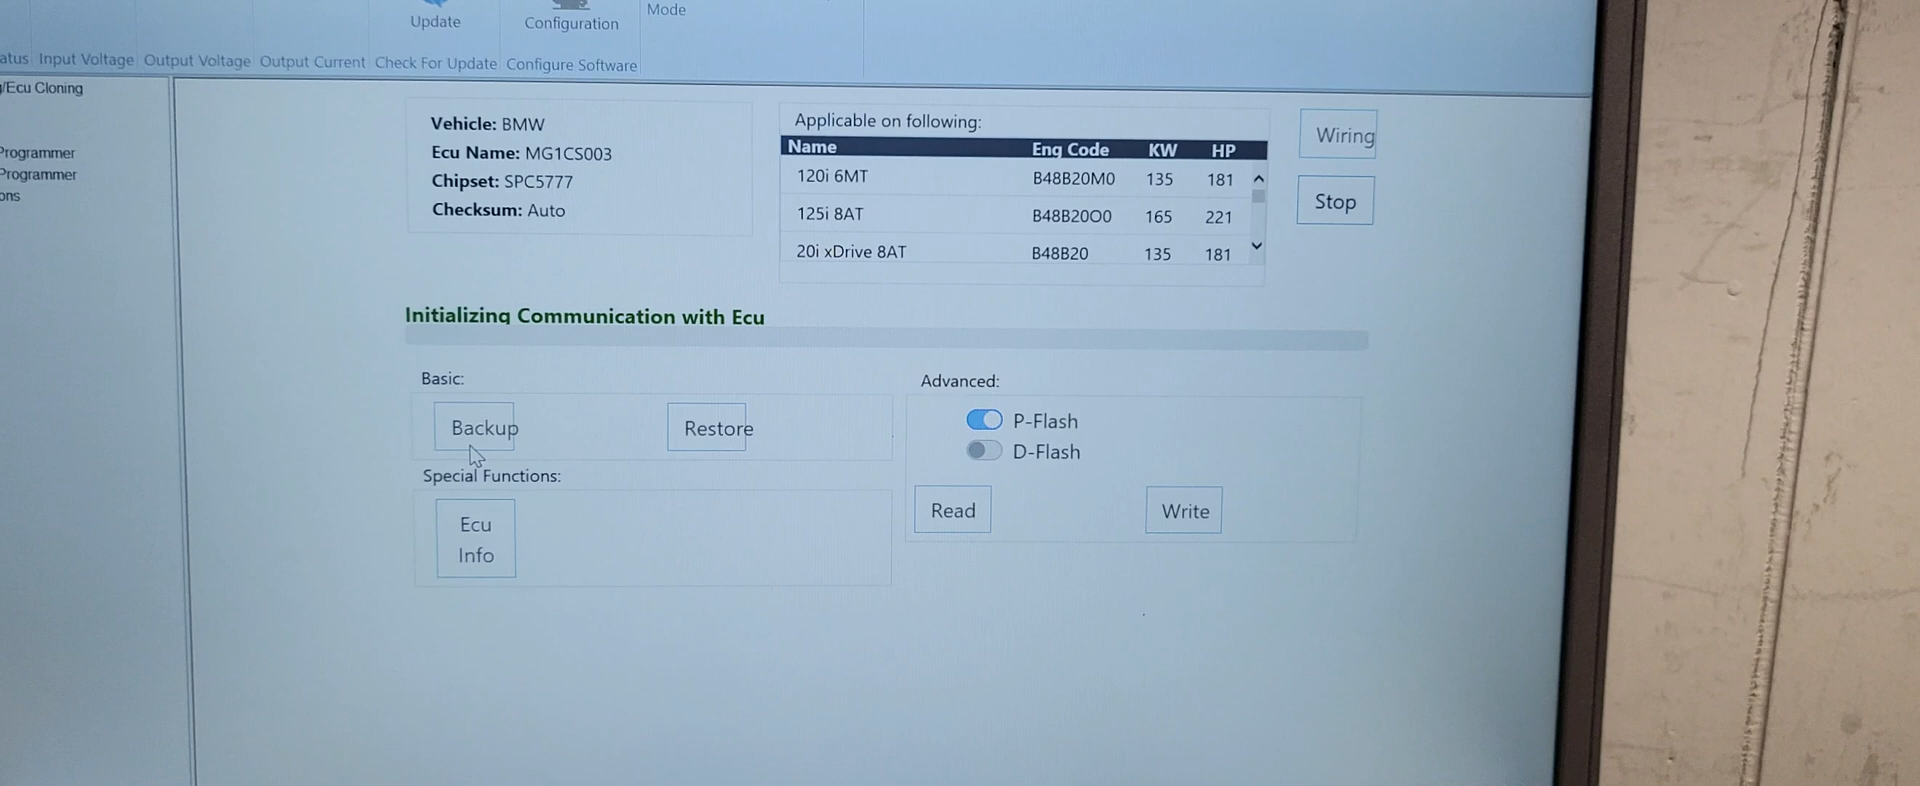 Update
Configuration
Mode
Input Voltage
Output Voltage
Output Current
Check For Update
Configure Software
/Ecu Cloning
Programmer
Programmer
Vehicle: BMW
Ecu Name: MG1CS003
Chipset: SPC5777
Checksum: Auto
Applicable on following:
Name Eng Code KW HP
120i 6MT B48B20M0 135 181
125i 8AT B48B20O0 165 221
20i xDrive 8AT B48B20 135 181
Wiring
Stop
Initializing Communication with Ecu
Basic:
Backup
Restore
Special Functions:
Ecu
Info
Advanced:
P-Flash
D-Flash
Read
Write